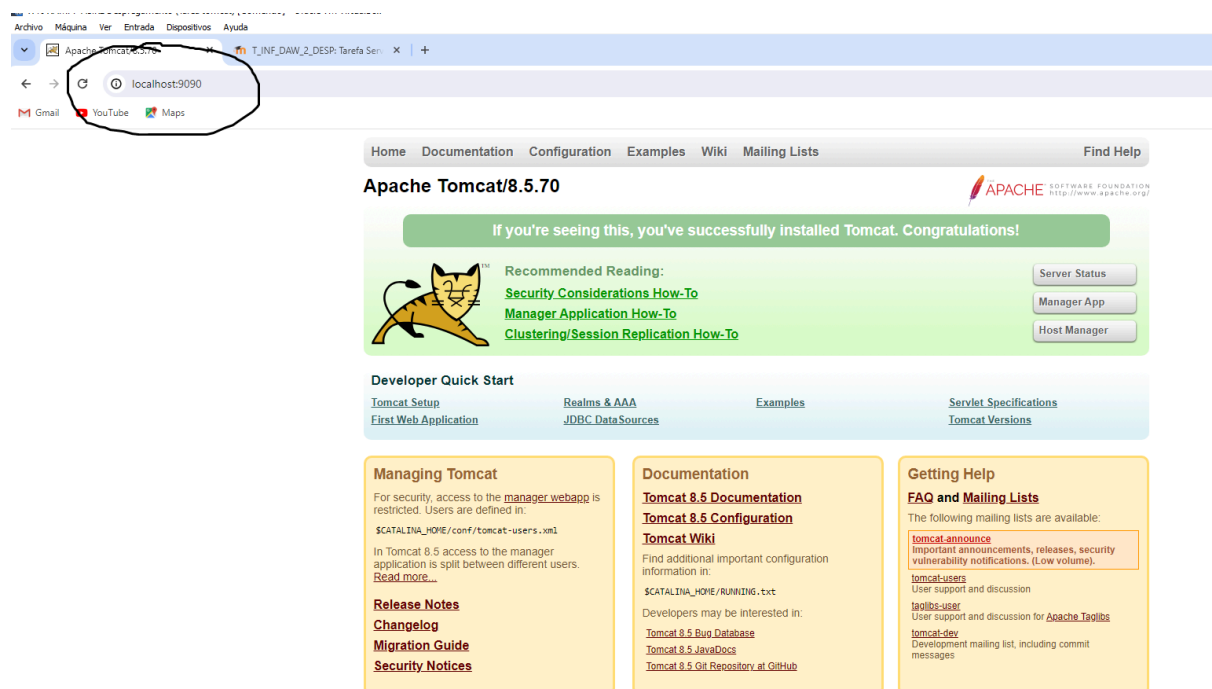 Archivo Máquina Ver Entrada Dispositivos Ayuda
Apache Tomcat/8.5.70
T_INF_DAW_2_DESP: Tarefa Serv
localhost:9090
Gmail YouTube Maps
Home Documentation Configuration Examples Wiki Mailing Lists Find Help
Apache Tomcat/8.5.70
APACHE SOFTWARE FOUNDATION
http://www.apache.org/
If you're seeing this, you've successfully installed Tomcat. Congratulations!
TM
Recommended Reading:
Security Considerations How-To
Manager Application How-To
Clustering/Session Replication How-To
Server Status
Manager App
Host Manager
Developer Quick Start
Tomcat Setup Realms & AAA Examples Servlet Specifications
First Web Application JDBC DataSources Tomcat Versions
Managing Tomcat
For security, access to the manager webapp is
restricted. Users are defined in:
$CATALINA_HOME/conf/tomcat-users.xml
In Tomcat 8.5 access to the manager
application is split between different users.
Read more...
Release Notes
Changelog
Migration Guide
Security Notices
Documentation
Tomcat 8.5 Documentation
Tomcat 8.5 Configuration
Tomcat Wiki
Find additional important configuration
information in:
$CATALINA_HOME/RUNNING.txt
Developers may be interested in:
Tomcat 8.5 Bug Database
Tomcat 8.5 JavaDocs
Tomcat 8.5 Git Repository at GitHub
Getting Help
FAQ and Mailing Lists
The following mailing lists are available:
tomcat-announce
Important announcements, releases, security
vulnerability notifications. (Low volume).
tomcat-users
User support and discussion
taglibs-user
User support and discussion for Apache Taglibs
tomcat-dev
Development mailing list, including commit
messages